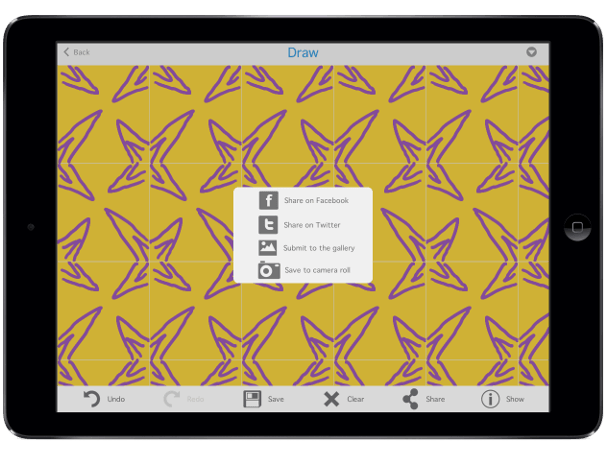 Back
Draw
Share on Facebook
Share on Twitter
Submit to the gallery
Save to camera roll
Undo
Redo
Save
Clear
Share
Show